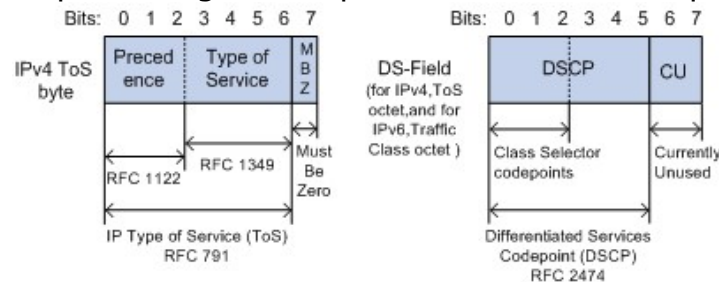 Bits: 0 1 2 3 4 5 6 7
IPv4 ToS
byte
Preced
ence
Type of
Service
M
B
Z
RFC 1122
RFC 1349
Must
Be
Zero
IP Type of Service (ToS)
RFC 791
Bits: 0 1 2 3 4 5 6 7
DS-Field
(for IPv4,ToS
octet,and for
IPv6,Traffic
Class octet )
DSCP
CU
Class Selector
codepoints
Currently
Unused
Differentiated Services
Codepoint (DSCP)
RFC 2474